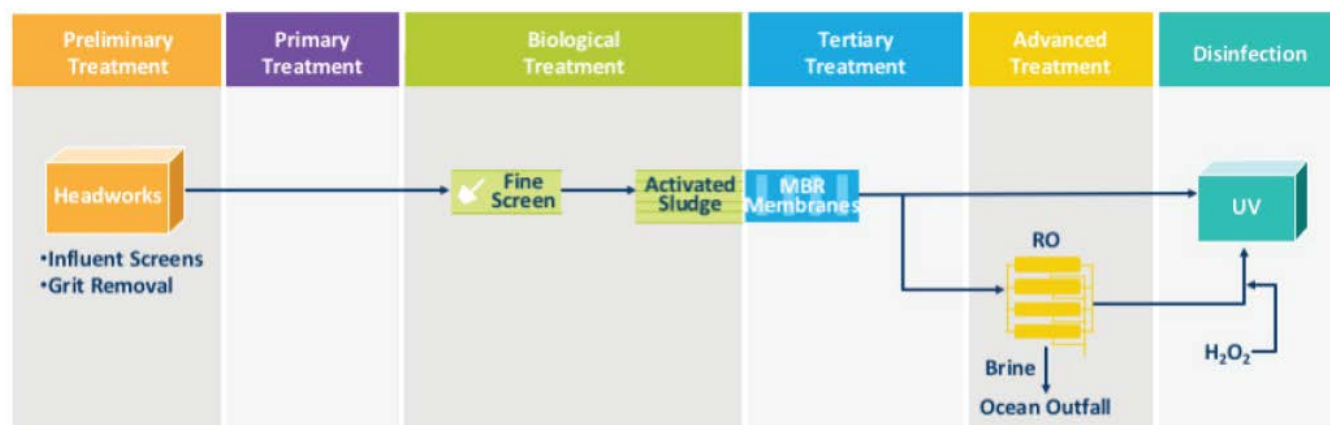 Preliminary
Treatment
Primary
Treatment
Biological
Treatment
Tertiary
Treatment
Advanced
Treatment
Disinfection
Headworks
•Influent Screens
•Grit Removal
Fine
Screen
Activated
Sludge
MBR
Membranes
RO
Brine
Ocean Outfall
UV
H₂O₂